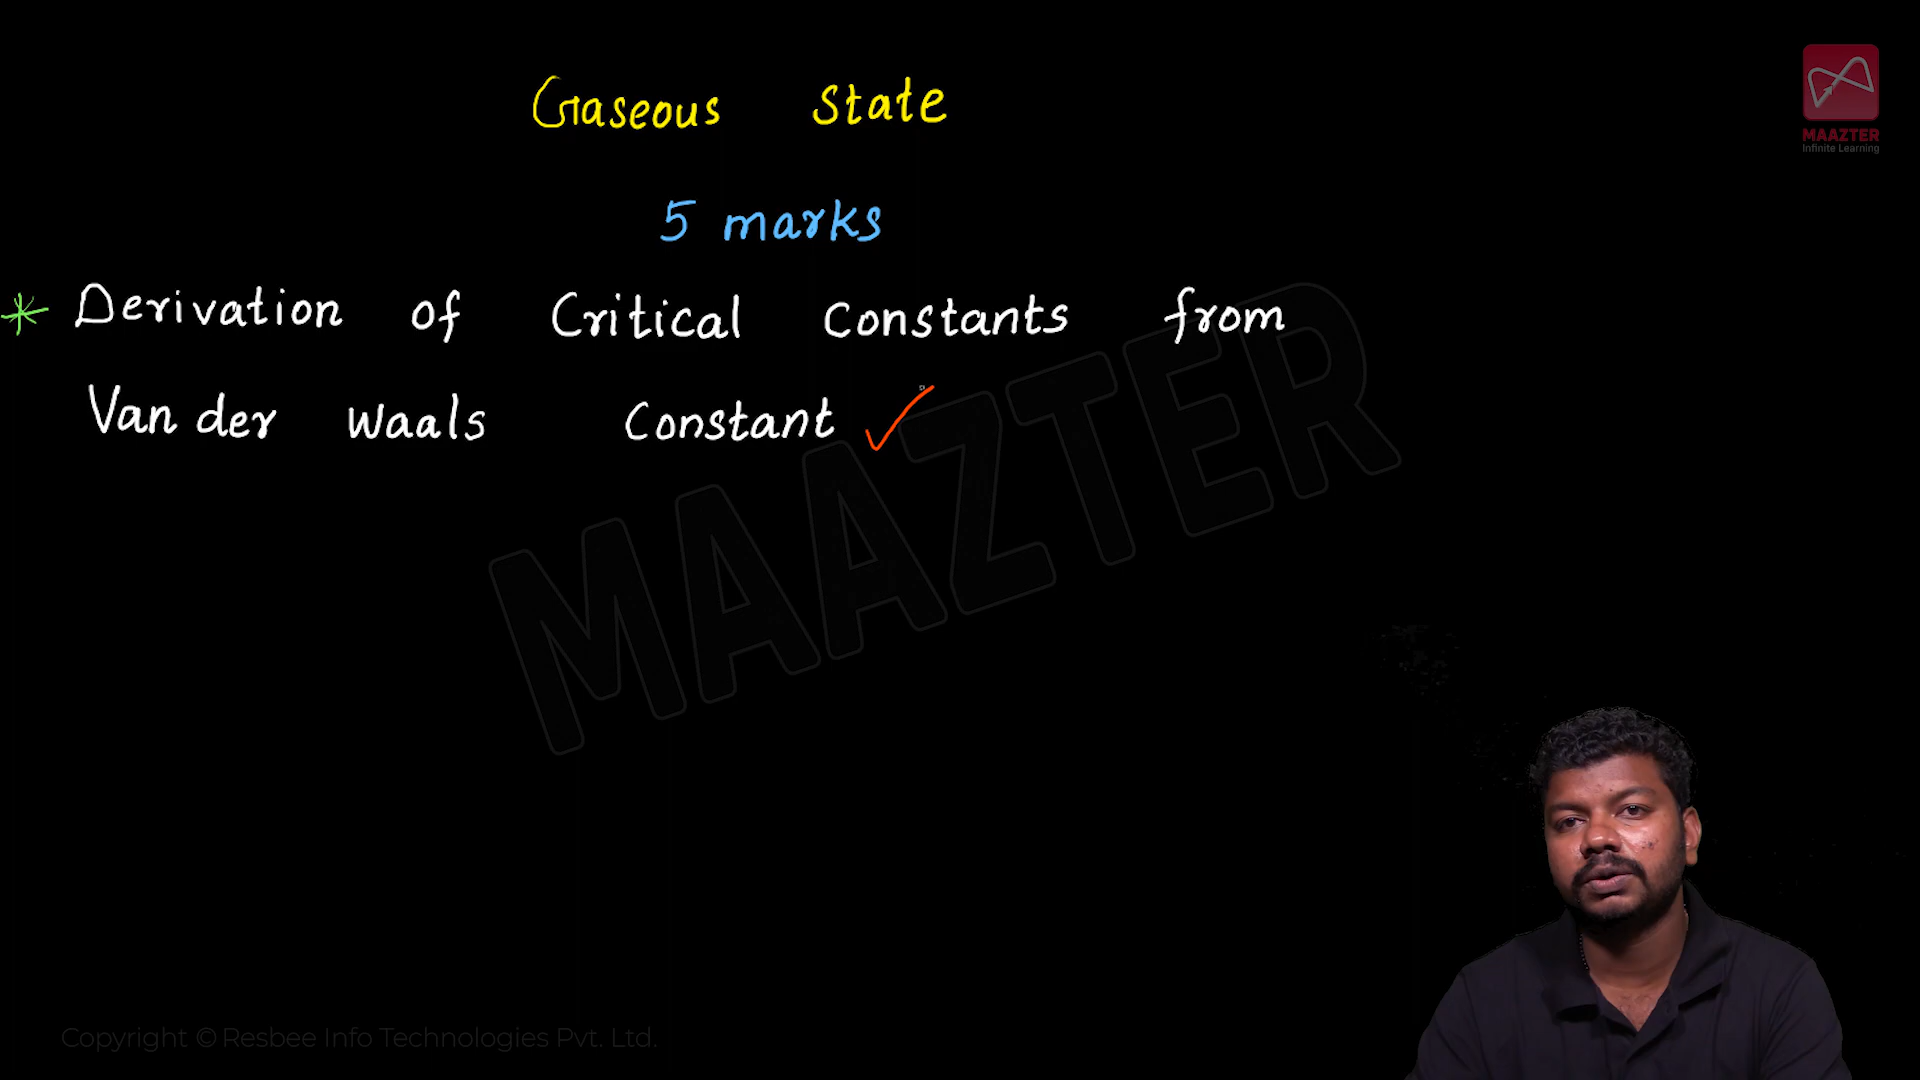 Gaseous State
MAAZTER
Infinite Learning
5 marks
* Derivation of Critical Constants from
Van der Waals Constant ✓
MAAZTER
Copyright © Resbee Info Technologies Pvt. Ltd.